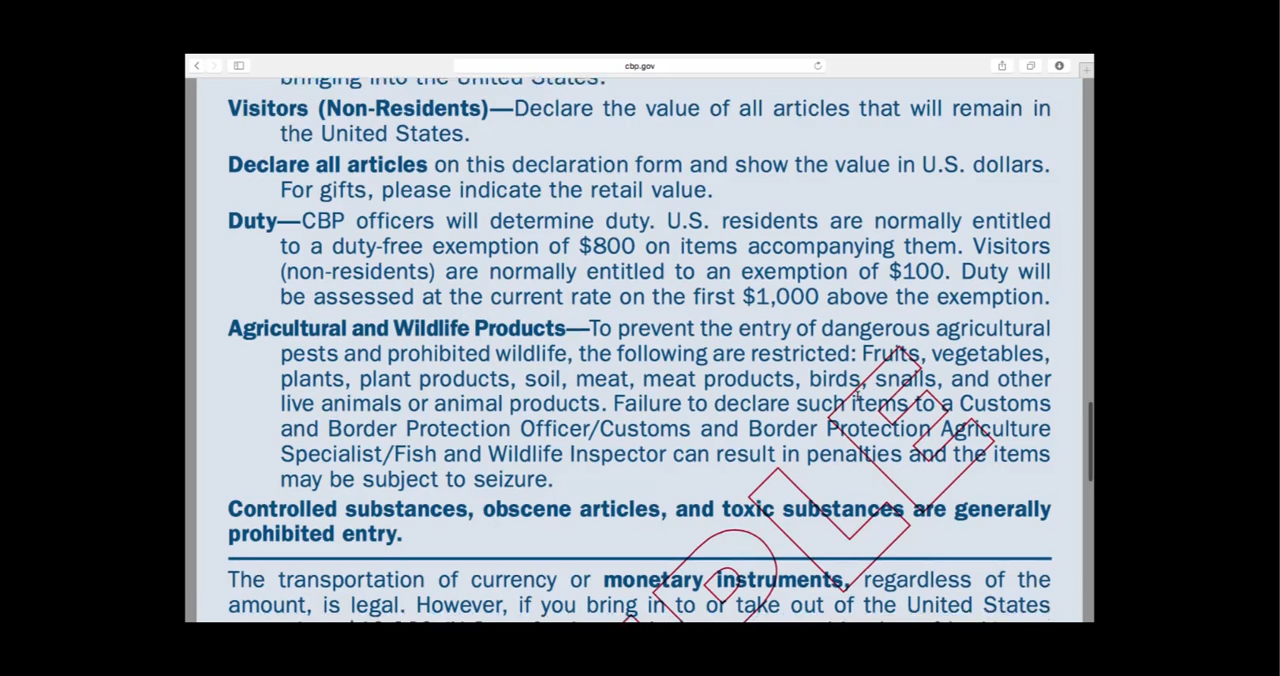 cbp.gov
bringing into the United States.
Visitors (Non-Residents)—Declare the value of all articles that will remain in
the United States.
Declare all articles on this declaration form and show the value in U.S. dollars.
For gifts, please indicate the retail value.
Duty—CBP officers will determine duty. U.S. residents are normally entitled
to a duty-free exemption of $800 on items accompanying them. Visitors
(non-residents) are normally entitled to an exemption of $100. Duty will
be assessed at the current rate on the first $1,000 above the exemption.
Agricultural and Wildlife Products—To prevent the entry of dangerous agricultural
pests and prohibited wildlife, the following are restricted: Fruits, vegetables,
plants, plant products, soil, meat, meat products, birds, snails, and other
live animals or animal products. Failure to declare such items to a Customs
and Border Protection Officer/Customs and Border Protection Agriculture
Specialist/Fish and Wildlife Inspector can result in penalties and the items
may be subject to seizure.
Controlled substances, obscene articles, and toxic substances are generally
prohibited entry.
The transportation of currency or monetary instruments, regardless of the
amount, is legal. However, if you bring in to or take out of the United States
PLE